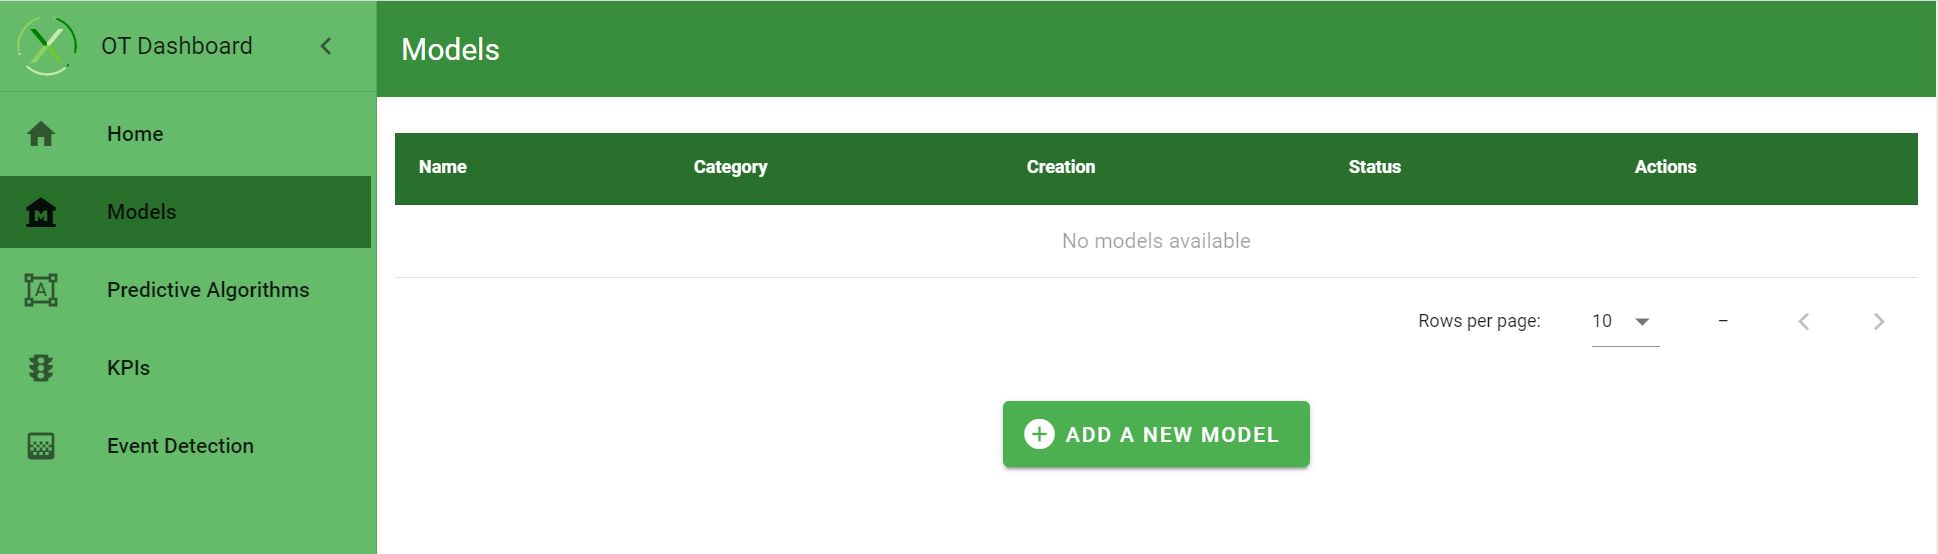 OT Dashboard
Home
Models
Predictive Algorithms
KPIs
Event Detection
Models
Name Category Creation Status Actions
No models available
Rows per page: 10 –
ADD A NEW MODEL